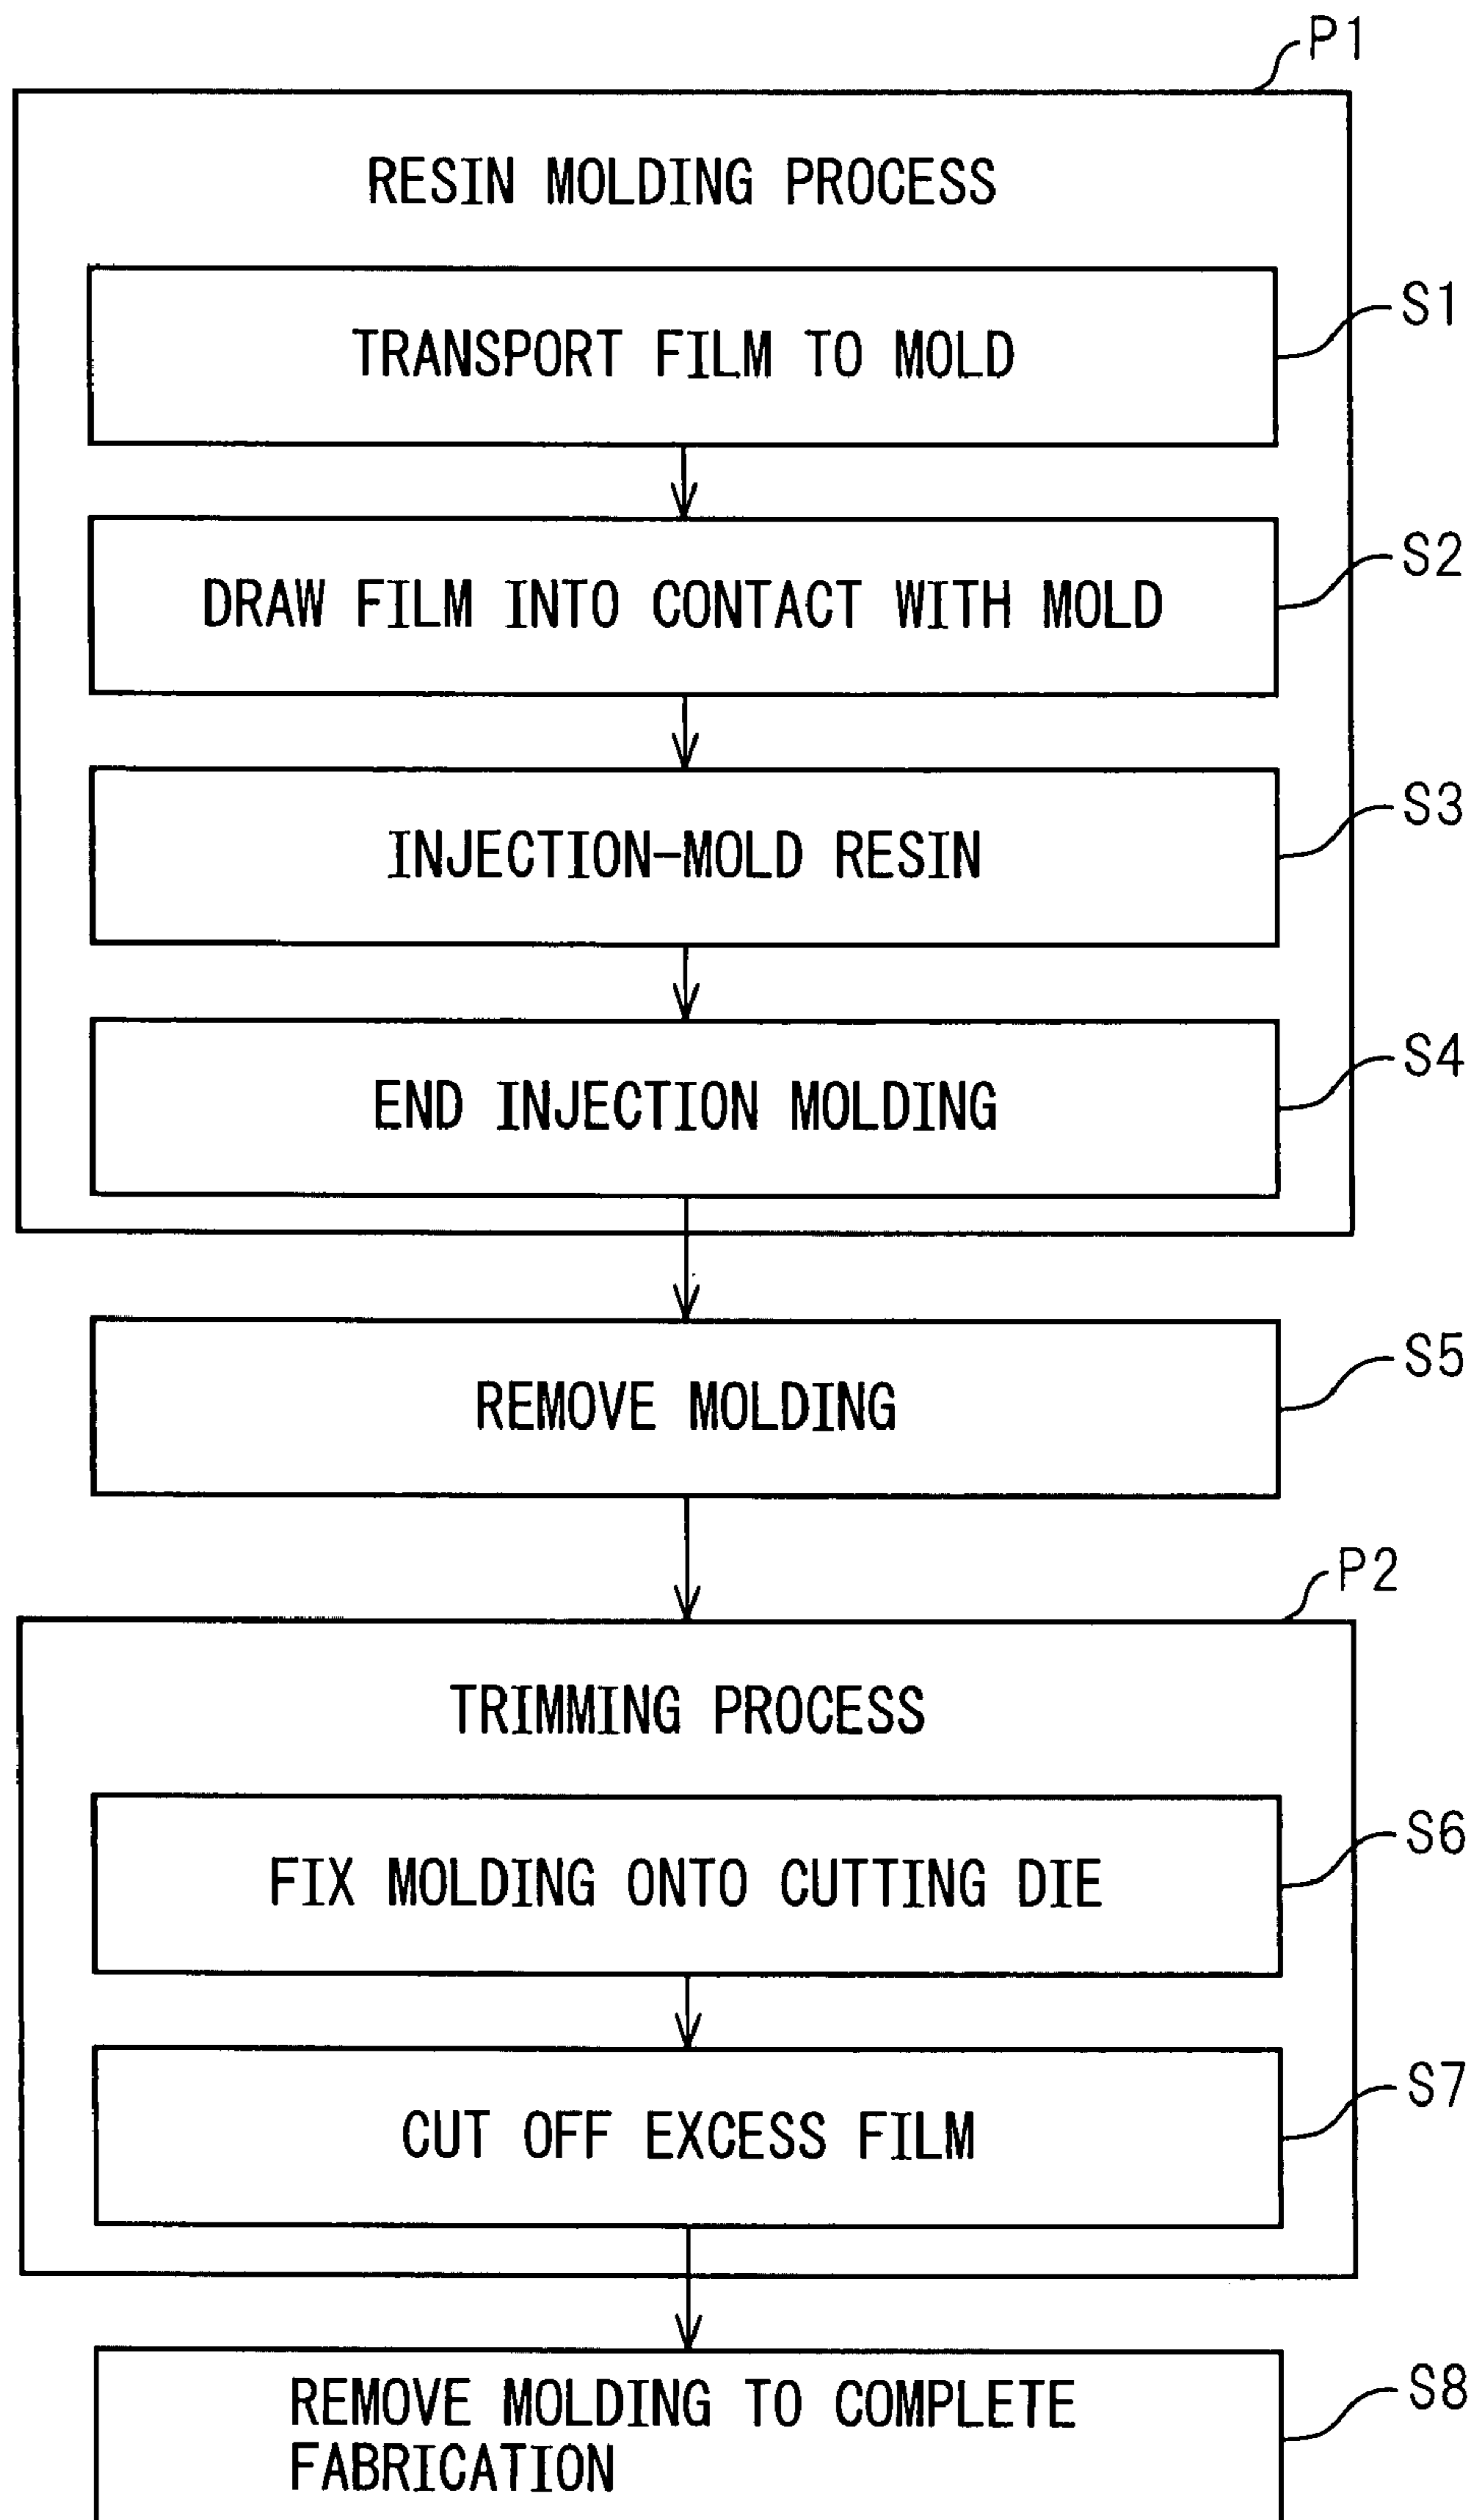 P1
RESIN MOLDING PROCESS
TRANSPORT FILM TO MOLD
S1
DRAW FILM INTO CONTACT WITH MOLD
S2
INJECTION-MOLD RESIN
S3
END INJECTION MOLDING
S4
REMOVE MOLDING
S5
P2
TRIMMING PROCESS
FIX MOLDING ONTO CUTTING DIE
S6
CUT OFF EXCESS FILM
S7
REMOVE MOLDING TO COMPLETE
FABRICATION
S8